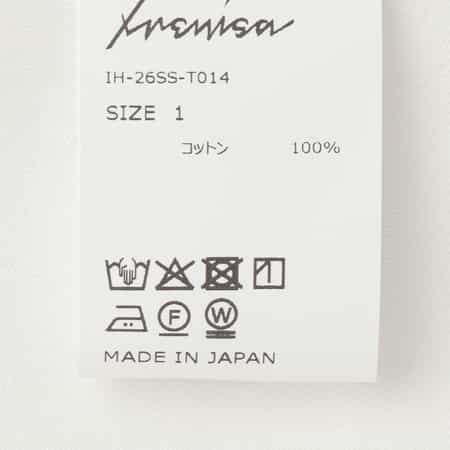 IH-26SS-T014
SIZE 1
コットン 100%
F W
MADE IN JAPAN